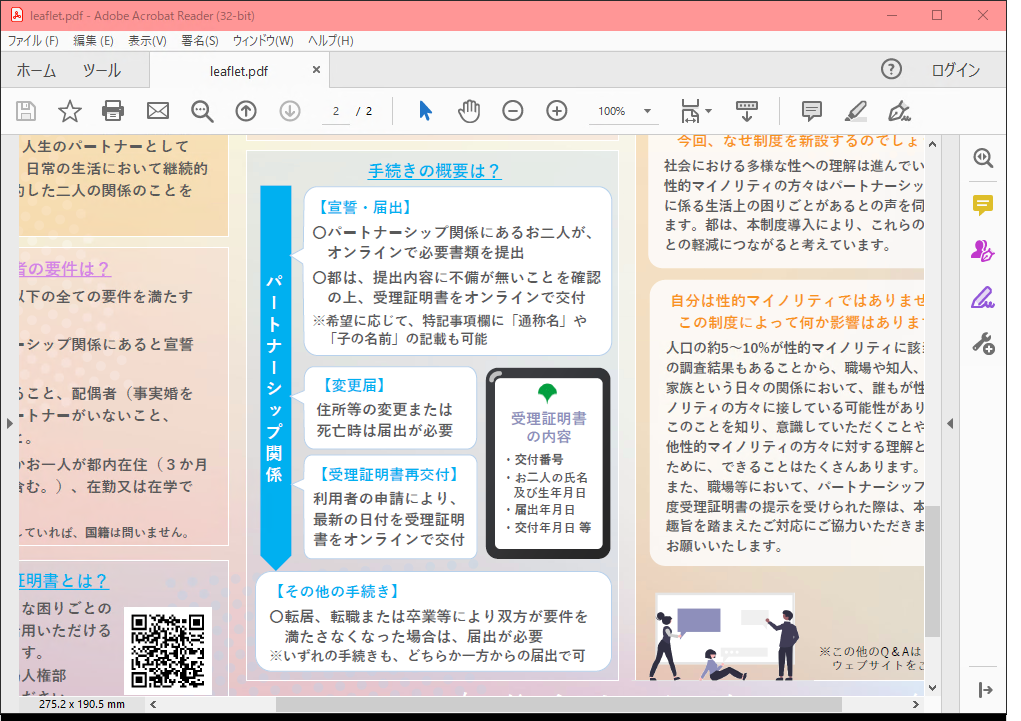 leaflet.pdf - Adobe Acrobat Reader (32-bit)
ファイル(F) 編集(E) 表示(V) 署名(S) ウィンドウ(W) ヘルプ(H)
ホーム ツール leaflet.pdf × ? ログイン
2 / 2 100%
人生のパートナーとして
日常の生活において継続的
した二人の関係のことを
者の要件は？
以下の全ての要件を満たす
ーシップ関係にあると宣誓
ること、配偶者（事実婚を
ートナーがいないこと、
と。
かお一人が都内在住（３か月
含む。）、在勤又は在学で
していれば、国籍は問いません。
証明書とは？
な困りごとの
用いただける
す。
人権部
ださい
手続きの概要は？
パートナーシップ関係
【宣誓・届出】
〇パートナーシップ関係にあるお二人が、
オンラインで必要書類を提出
〇都は、提出内容に不備が無いことを確認
の上、受理証明書をオンラインで交付
※希望に応じて、特記事項欄に「通称名」や
「子の名前」の記載も可能
【変更届】
住所等の変更または
死亡時は届出が必要
【受理証明書再交付】
利用者の申請により、
最新の日付を受理証明
書をオンラインで交付
受理証明書
の内容
・交付番号
・お二人の氏名
及び生年月日
・届出年月日
・交付年月日 等
【その他の手続き】
〇転居、転職または卒業等により双方が要件を
満たさなくなった場合は、届出が必要
※いずれの手続きも、どちらか一方からの届出で可
今回、なぜ制度を新設するのでしょ
社会における多様な性への理解は進んでい
性的マイノリティの方々はパートナーシッ
に係る生活上の困りごとがあるとの声を伺
ます。都は、本制度導入により、これらの
との軽減につながると考えています。
自分は性的マイノリティではありませ
この制度によって何か影響はあります
人口の約5～10%が性的マイノリティに該
の調査結果もあることから、職場や知人、
家族という日々の関係において、誰もが性
ノリティの方々に接している可能性があり
このことを知り、意識していただくことや
他性的マイノリティの方々に対する理解と
ために、できることはたくさんあります。
また、職場等において、パートナーシップ
度受理証明書の提示を受けられた際は、本
趣旨を踏まえたご対応にご協力いただきま
お願いいたします。
※この他のQ&Aは
ウェブサイトをご
275.2 x 190.5 mm